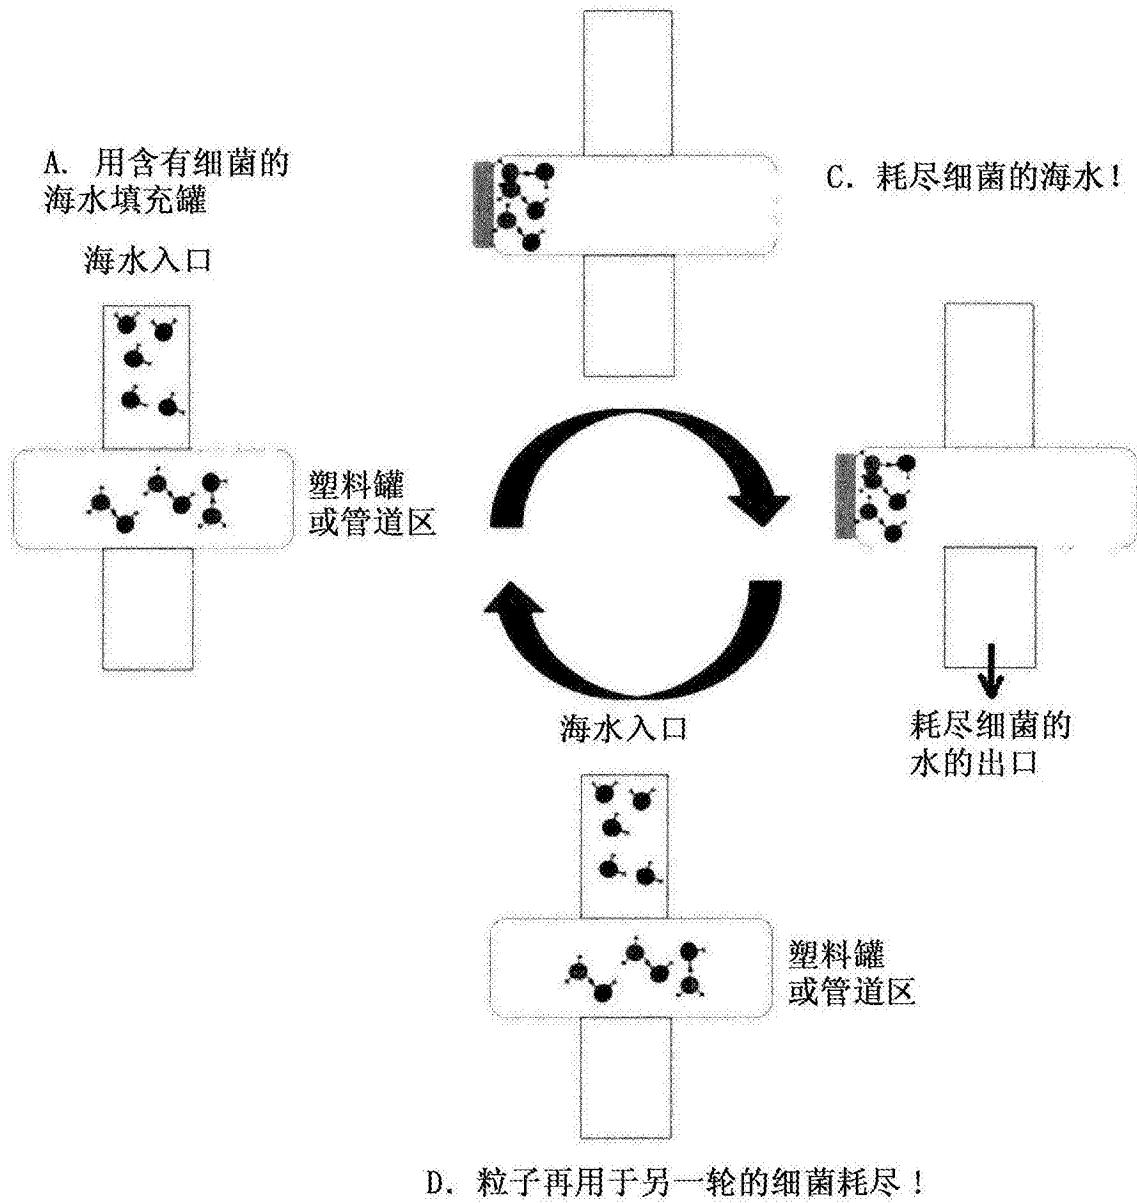 A. 用含有细菌的
海水填充罐
海水入口
塑料罐
或管道区
C. 耗尽细菌的海水!
耗尽细菌的
水的出口
海水入口
塑料罐
或管道区
D. 粒子再用于另一轮的细菌耗尽!